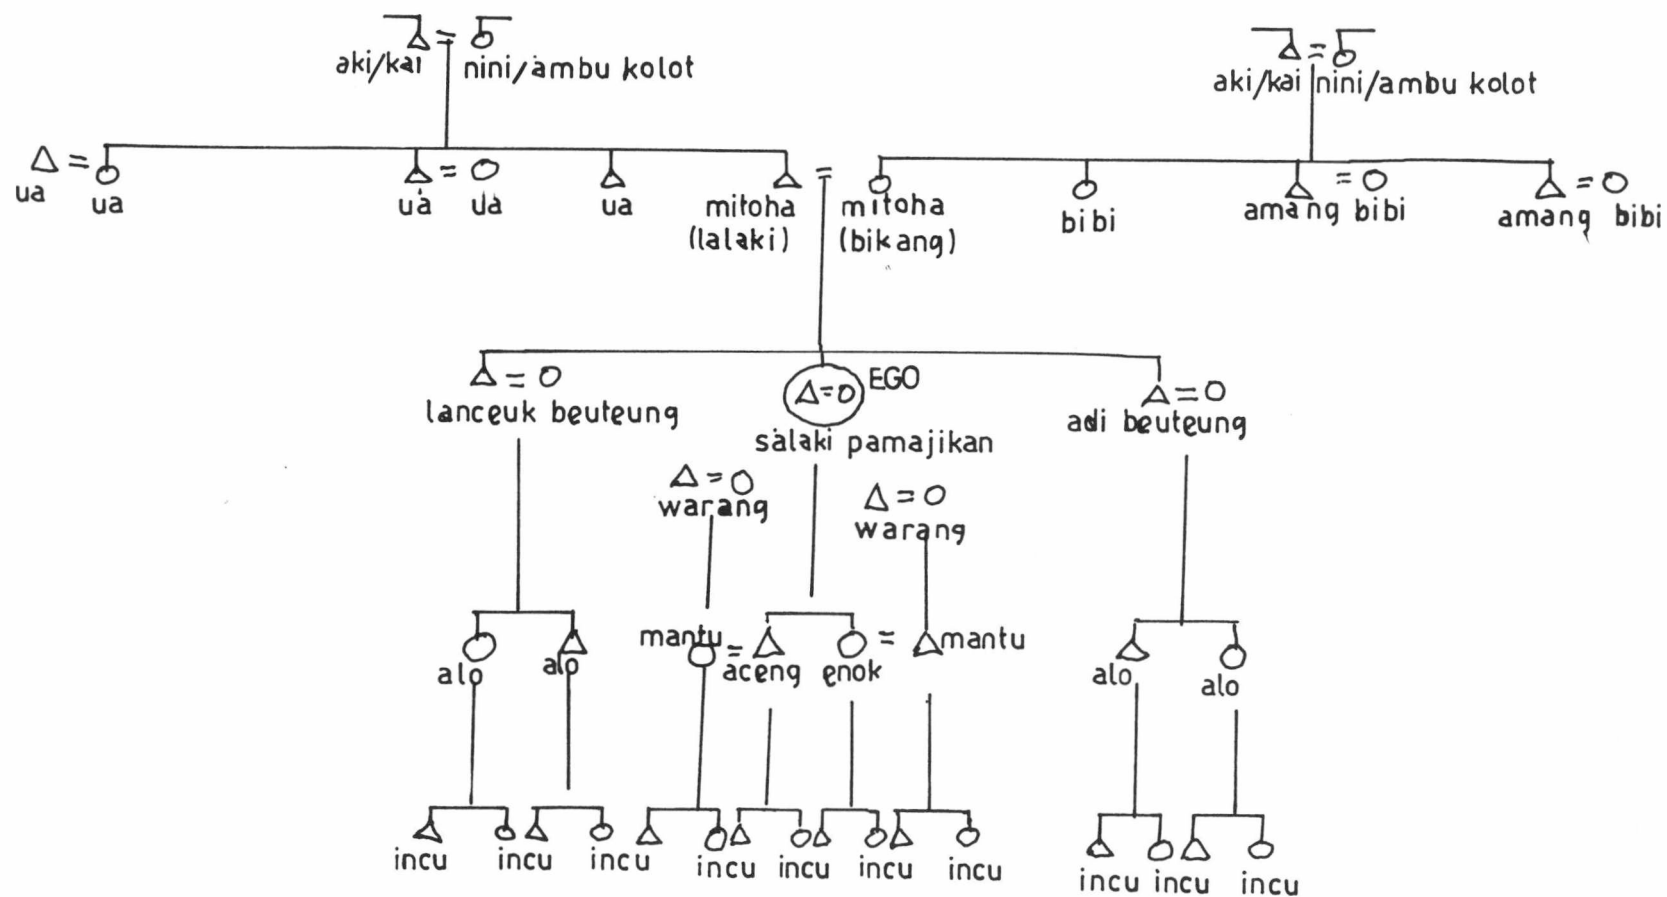 aki/kai nini/ambu kolot
aki/kai nini/ambu kolot
ua ua ua ua ua mitoha mitoha bibi amang bibi amang bibi
(lalaki) (bikang)
EGO
lanceuk beuteung salaki pamajikan adi beuteung
warang warang
mantu mantu
alo alo aceng enok alo alo
incu incu incu incu incu incu incu incu incu incu